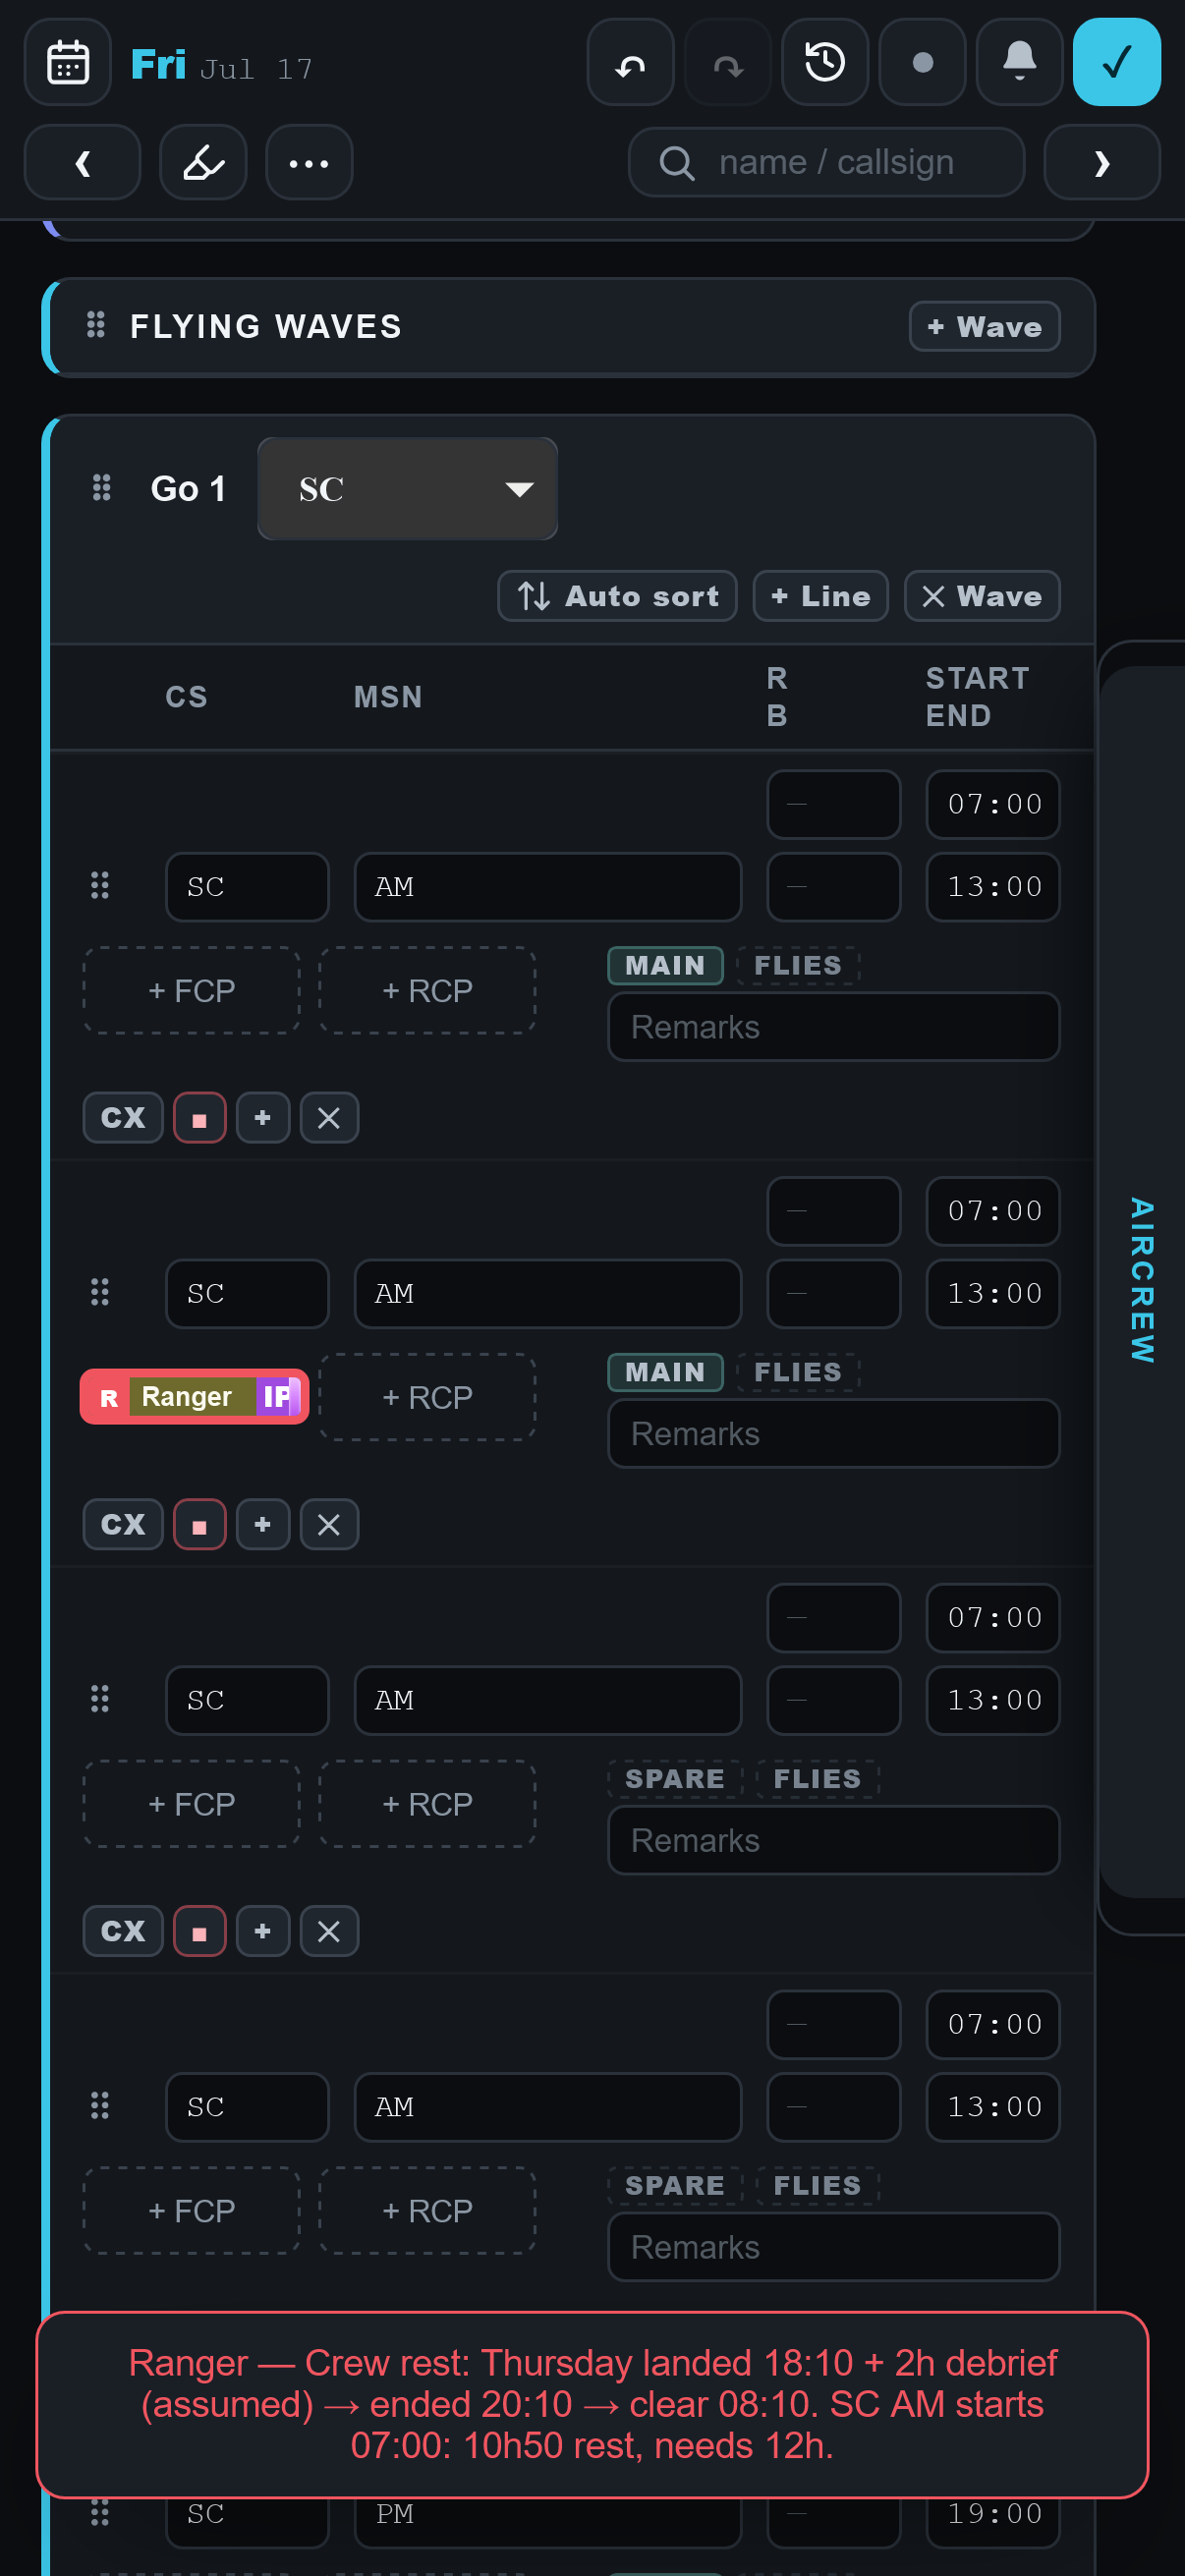 Fri Jul 17
name / callsign
FLYING WAVES
+ Wave
Go 1
SC
Auto sort
+ Line
× Wave
CS
MSN
R
B
START
END
—
07:00
SC
AM
—
13:00
+ FCP
+ RCP
MAIN
FLIES
Remarks
CX
+
—
07:00
SC
AM
—
13:00
R Ranger IP
+ RCP
MAIN
FLIES
Remarks
CX
+
—
07:00
SC
AM
—
13:00
+ FCP
+ RCP
SPARE
FLIES
Remarks
CX
+
—
07:00
SC
AM
—
13:00
+ FCP
+ RCP
SPARE
FLIES
Remarks
AIRCREW
Ranger — Crew rest: Thursday landed 18:10 + 2h debrief
(assumed) → ended 20:10 → clear 08:10. SC AM starts
07:00: 10h50 rest, needs 12h.
SC
PM
—
19:00